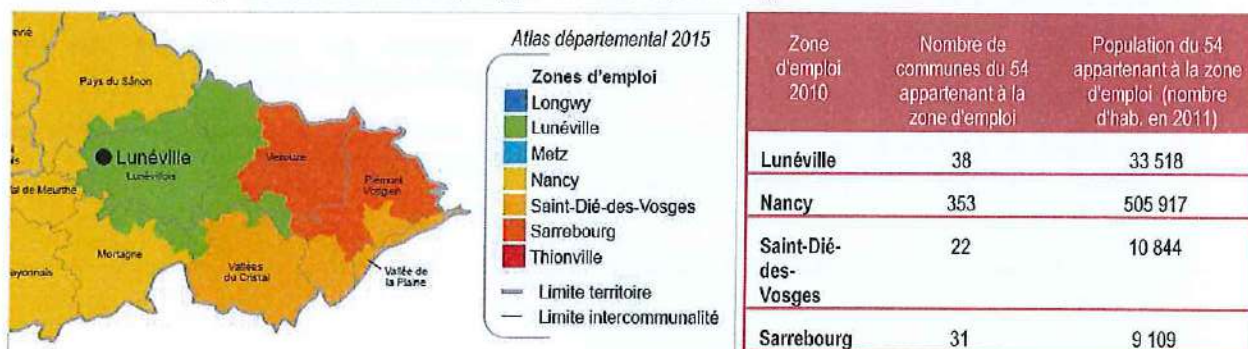 Atlas départemental 2015
Zones d'emploi
Longwy
Lunéville
Metz
Nancy
Saint-Dié-des-Vosges
Sarrebourg
Thionville
Limite territoire
Limite intercommunalité
Pays du Sânon
Lunéville
Lunévillois
Vezouze
Piémont
Vosgien
al de Meurthe
Mortagne
ayonnais
Vallées
du Cristal
Vallée de
la Plaine
Zone
d'emploi
2010
Nombre de
communes du 54
appartenant à la
zone d'emploi
Population du 54
appartenant à la zone
d'emploi (nombre
d'hab. en 2011)
Lunéville 38 33 518
Nancy 353 505 917
Saint-Dié- 22 10 844
des-
Vosges
Sarrebourg 31 9 109